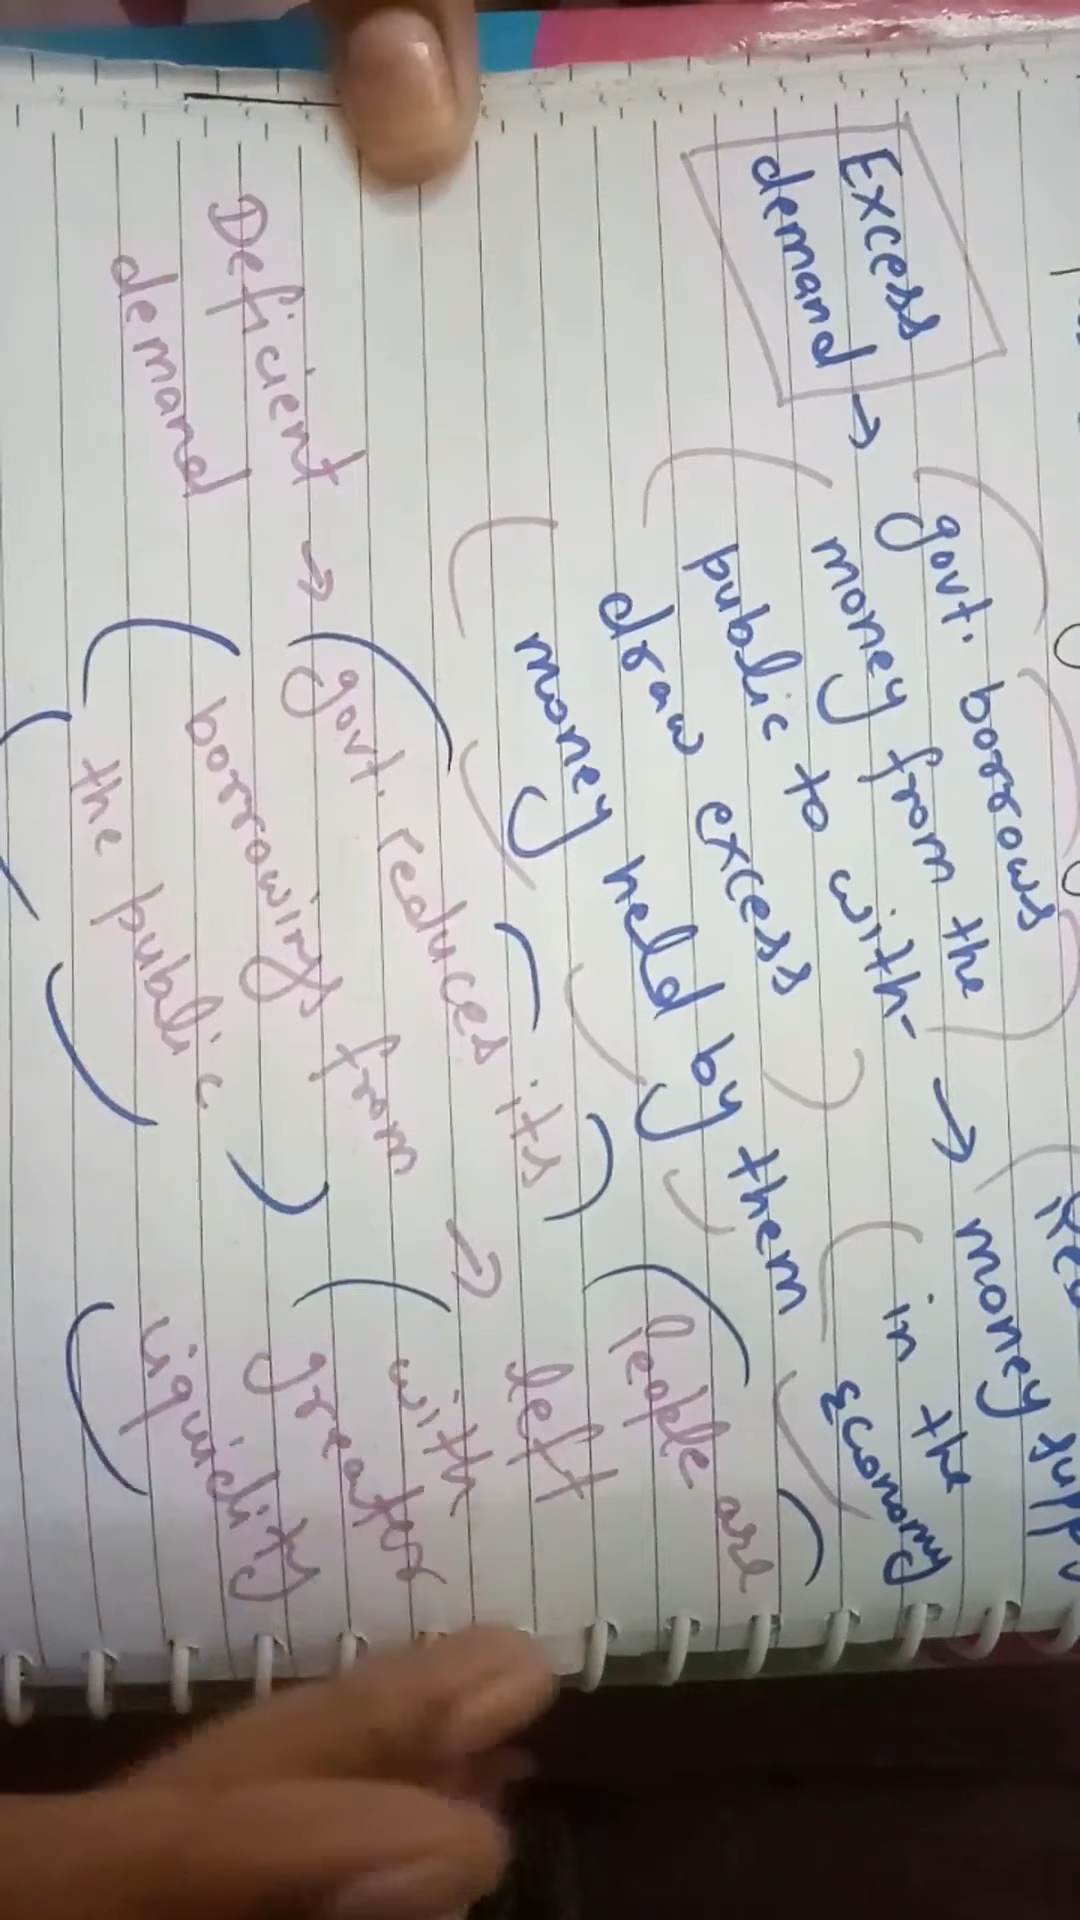 Excess
demand →
govt. borrows
money from the
public to with-
draw excess
money held by them
→ money supp
in the
Economy
Deficient
demand →
govt. reduces its
borrowings from
the public
→ People are
left
with
greater
liquidity